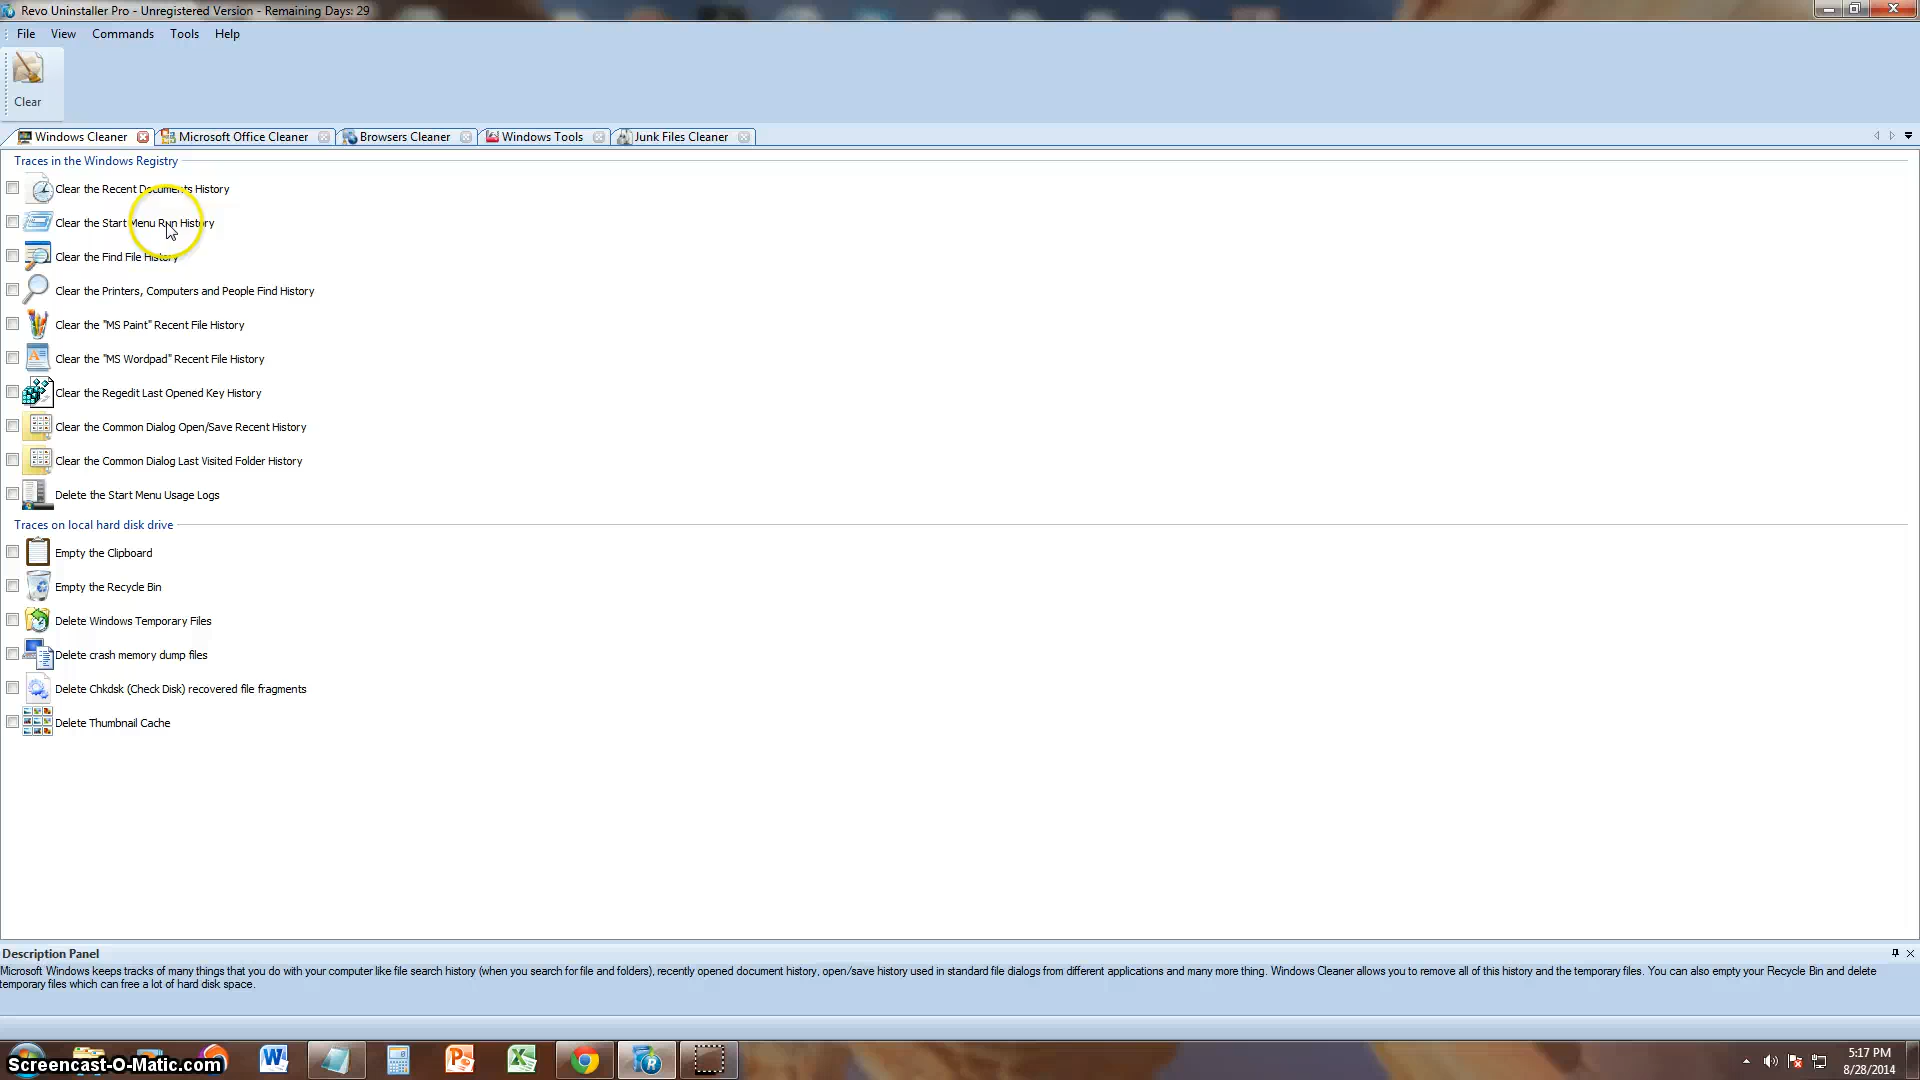 Revo Uninstaller Pro - Unregistered Version - Remaining Days: 29
File View Commands Tools Help
Clear
Windows Cleaner Microsoft Office Cleaner Browsers Cleaner Windows Tools Junk Files Cleaner
Traces in the Windows Registry
Clear the Recent Documents History
Clear the Start Menu Run History
Clear the Find File History
Clear the Printers, Computers and People Find History
Clear the "MS Paint" Recent File History
Clear the "MS Wordpad" Recent File History
Clear the Regedit Last Opened Key History
Clear the Common Dialog Open/Save Recent History
Clear the Common Dialog Last Visited Folder History
Delete the Start Menu Usage Logs
Traces on local hard disk drive
Empty the Clipboard
Empty the Recycle Bin
Delete Windows Temporary Files
Delete crash memory dump files
Delete Chkdsk (Check Disk) recovered file fragments
Delete Thumbnail Cache
Description Panel
Microsoft Windows keeps tracks of many things that you do with your computer like file search history (when you search for file and folders), recently opened document history, open/save history used in standard file dialogs from different applications and many more thing. Windows Cleaner allows you to remove all of this history and the temporary files. You can also empty your Recycle Bin and delete
temporary files which can free a lot of hard disk space.
Screencast-O-Matic.com
5:17 PM
8/28/2014